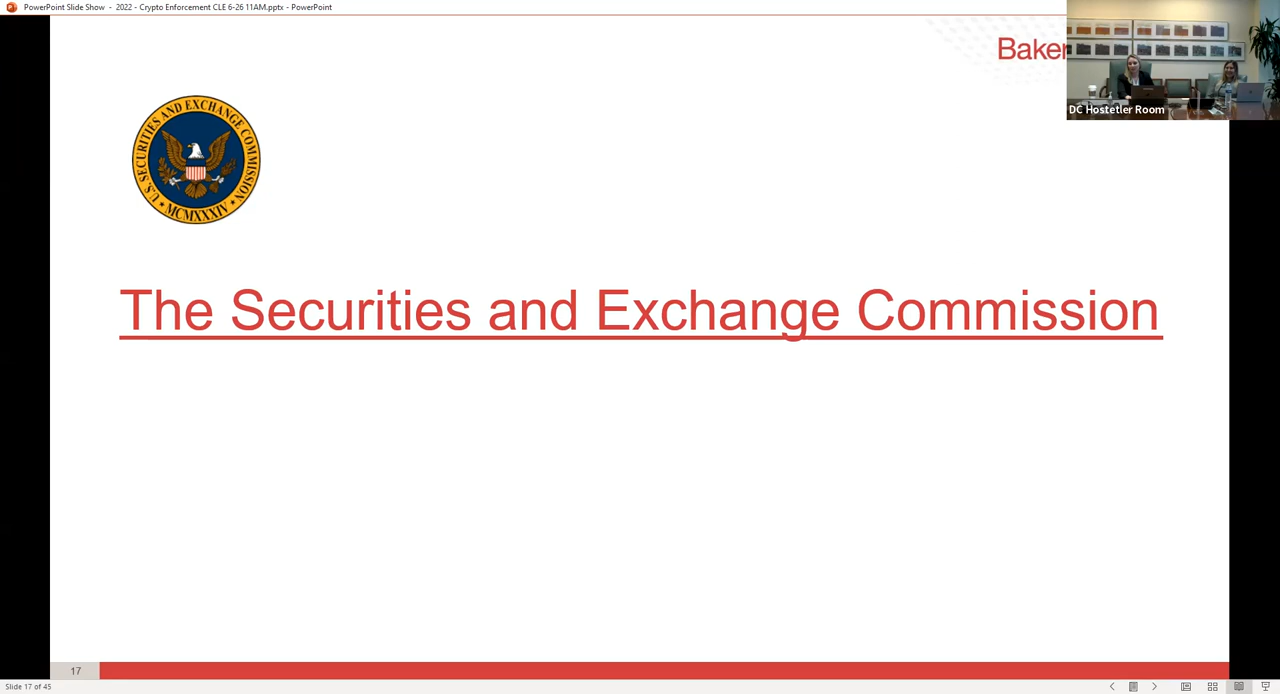 PowerPoint Slide Show - 2022 - Crypto Enforcement CLE 6-26 11AM.pptx - PowerPoint
Baker
DC Hostetler Room
U.S. SECURITIES AND EXCHANGE COMMISSION
MCMXXXIV
The Securities and Exchange Commission
17
Slide 17 of 45